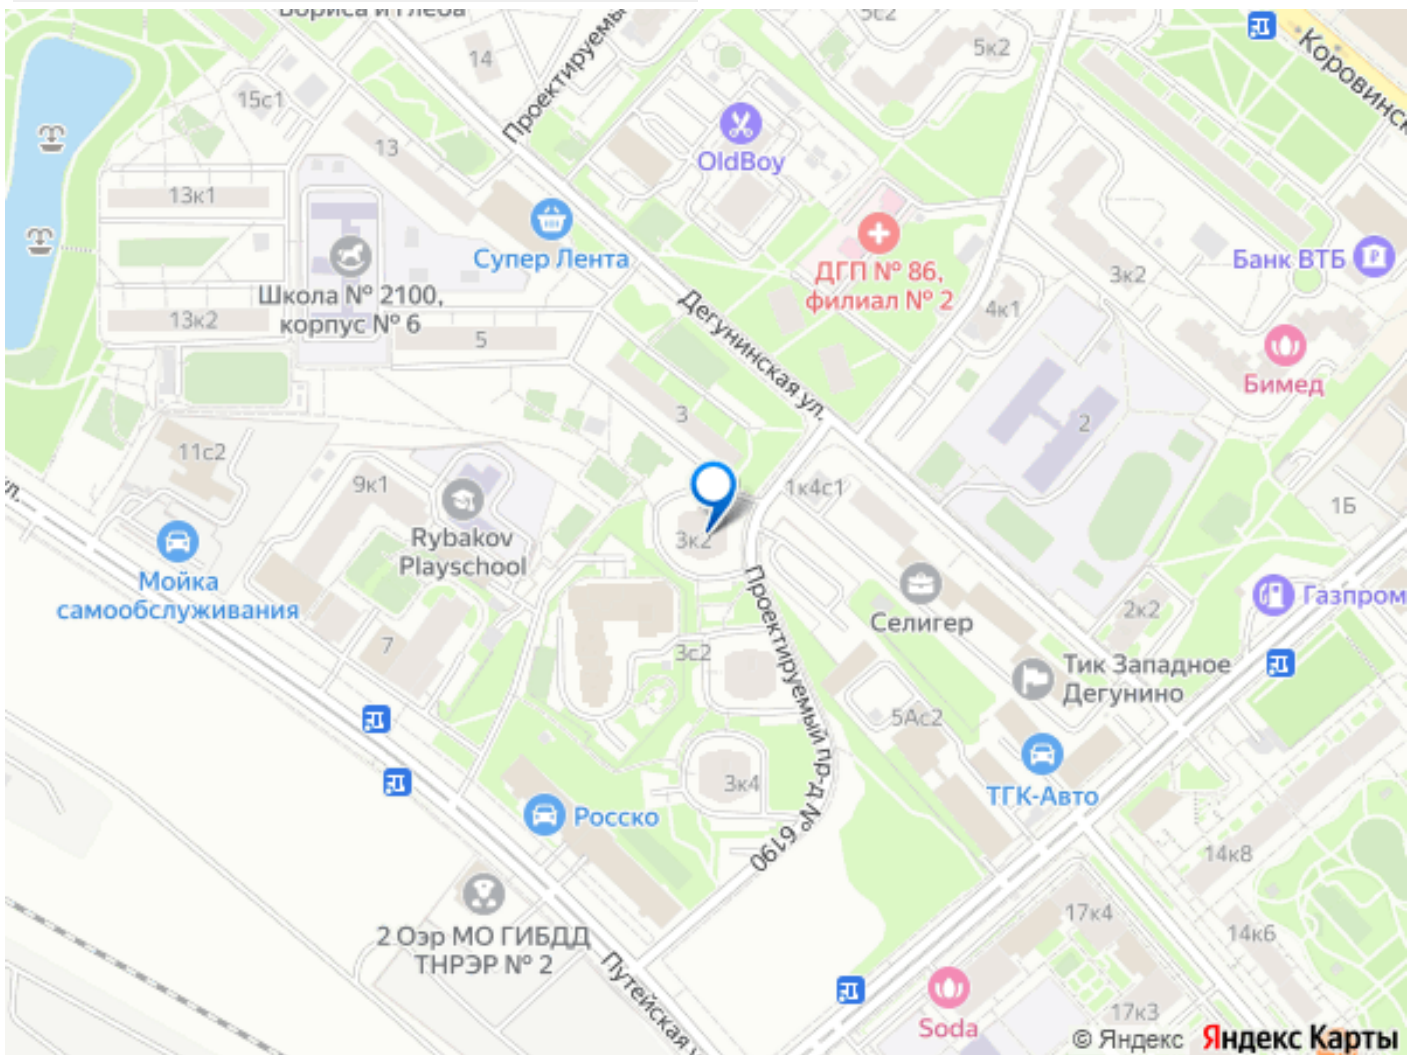 Бориса и Глеба
Проектируемы
5с2
5к2
14
Коровинск
15с1
13
OldBoy
13к1
Супер Лента
Банк ВТБ
ДГП № 86,
филиал № 2
3к2
4к1
Школа № 2100,
корпус № 6
13к2
5
Дегунинская ул.
Бимед
3
2
11с2
9к1
1к4с1
1Б
ул.
Rybakov
Playschool
3к2
Мойка
самообслуживания
Селигер
2к2
Газпром
7
3с2
Проектируемый пр-д № 6190
Тик Западное
Дегунино
5Ас2
3к4
ТГК-Авто
Росско
14к8
17к4
14к6
2 Оэр МО ГИБДД
ТНРЭР № 2
Путейская у
Soda
17к3
© Яндекс Яндекс Карты